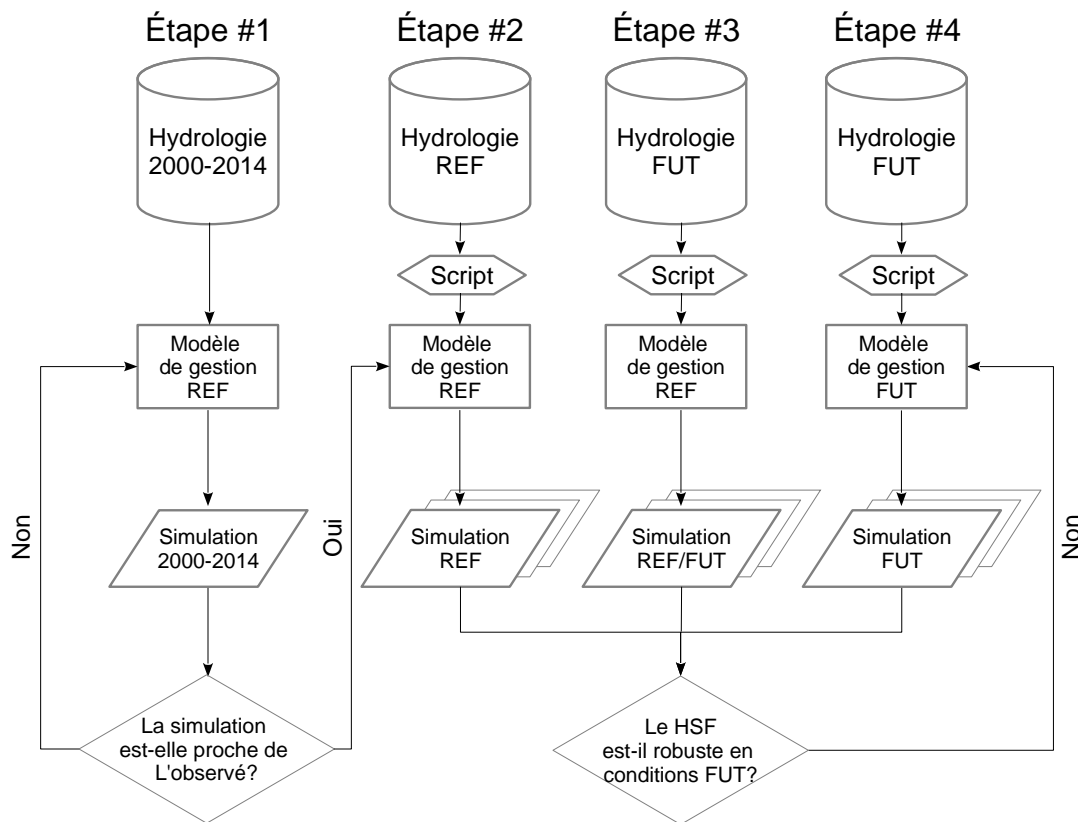 Étape #1
Étape #2
Étape #3
Étape #4
Hydrologie
2000-2014
Hydrologie
REF
Hydrologie
FUT
Hydrologie
FUT
Script
Script
Script
Modèle
de gestion
REF
Modèle
de gestion
REF
Modèle
de gestion
REF
Modèle
de gestion
FUT
Non
Simulation
2000-2014
Oui
Simulation
REF
Simulation
REF/FUT
Simulation
FUT
Non
La simulation
est-elle proche de
L'observé?
Le HSF
est-il robuste en
conditions FUT?